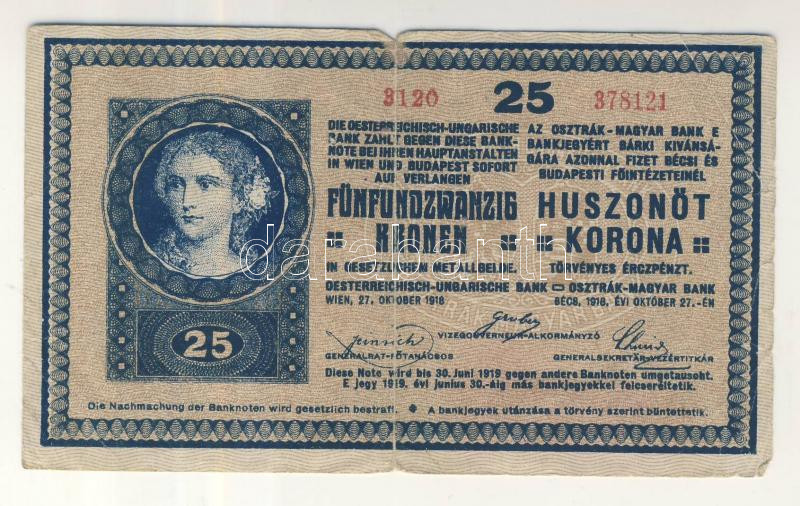 3120 25 378121
DIE OESTERREICHISCH-UNGARISCHE
BANK ZAHLT GEGEN DIESE BANK-
NOTE BEI IHREN HAUPTANSTALTEN
IN WIEN UND BUDAPEST SOFORT
AUF VERLANGEN
FÜNFUNDZWANZIG
KRONEN
IN GESETZLICHEM METALLGELDE.
OESTERREICHISCH-UNGARISCHE BANK
WIEN, 27. OKTOBER 1918
AZ OSZTRÁK-MAGYAR BANK E
BANKJEGYÉRT BÁRKI KIVÁNSÁ-
GÁRA AZONNAL FIZET BÉCSI ÉS
BUDAPESTI FŐINTÉZETEINÉL
HUSZONÖT
KORONA
TÖRVÉNYES ÉRCZPÉNZT.
OSZTRÁK-MAGYAR BANK
BÉCS, 1918. ÉVI OKTÓBER 27.-ÉN
Gruber
VIZEGOUVERNEUR-ALKORMÁNYZÓ
GENERALRAT-FŐTANÁCSOS
GENERALSEKRETÄR-VEZÉRTITKÁR
Diese Note wird bis 30. Juni 1919 gegen andere Banknoten umgetauscht.
E jegy 1919. évi junius 30.-áig más bankjegyekkel felcseréltetik.
25
Die Nachmachung der Banknoten wird gesetzlich bestraft. A bankjegyek utánzása a törvény szerint büntettetik.
darabanth